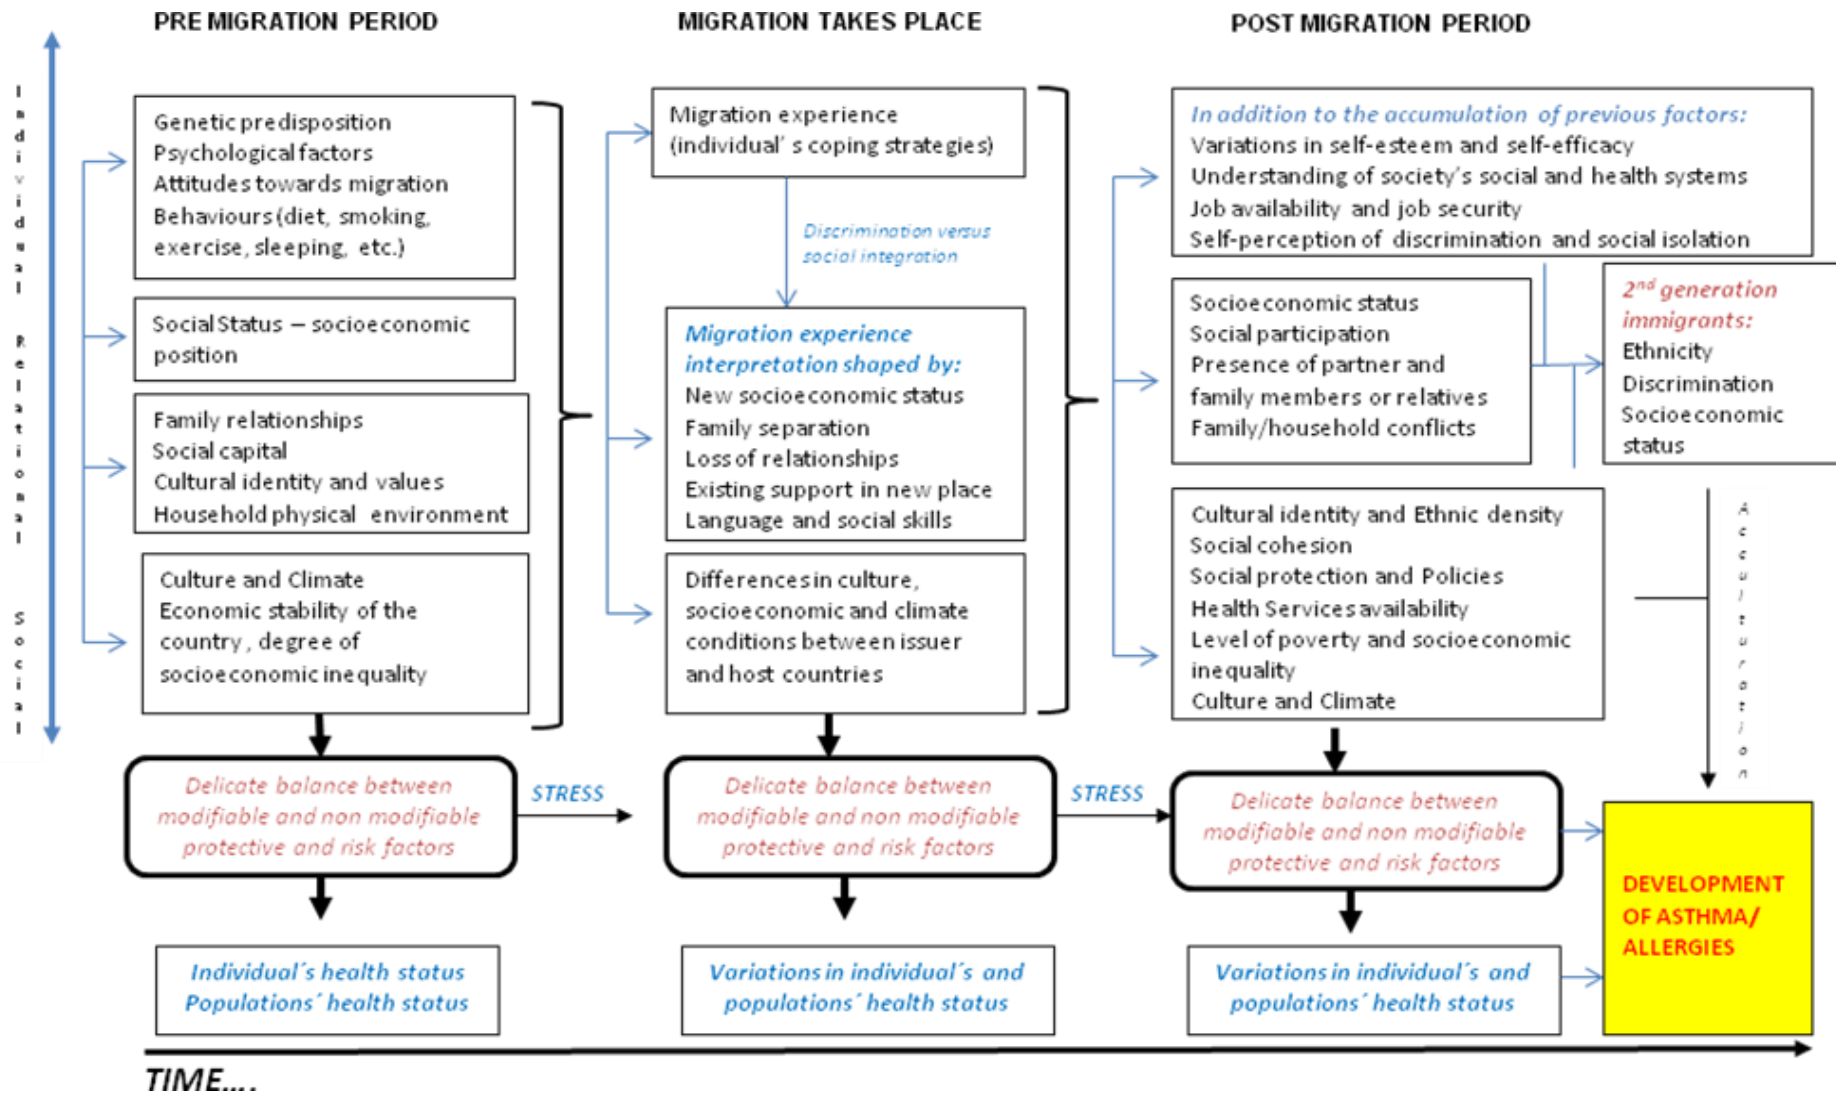 PRE MIGRATION PERIOD
MIGRATION TAKES PLACE
POST MIGRATION PERIOD
Individual
Relational
Social
Genetic predisposition
Psychological factors
Attitudes towards migration
Behaviours (diet, smoking,
exercise, sleeping, etc.)
Social Status – socioeconomic
position
Family relationships
Social capital
Cultural identity and values
Household physical environment
Culture and Climate
Economic stability of the
country, degree of
socioeconomic inequality
Delicate balance between
modifiable and non modifiable
protective and risk factors
Individual´s health status
Populations´ health status
STRESS
Migration experience
(individual´s coping strategies)
Discrimination versus
social integration
Migration experience
interpretation shaped by:
New socioeconomic status
Family separation
Loss of relationships
Existing support in new place
Language and social skills
Differences in culture,
socioeconomic and climate
conditions between issuer
and host countries
Delicate balance between
modifiable and non modifiable
protective and risk factors
Variations in individual´s and
populations´ health status
STRESS
In addition to the accumulation of previous factors:
Variations in self-esteem and self-efficacy
Understanding of society's social and health systems
Job availability and job security
Self-perception of discrimination and social isolation
Socioeconomic status
Social participation
Presence of partner and
family members or relatives
Family/household conflicts
2nd generation
immigrants:
Ethnicity
Discrimination
Socioeconomic
status
Cultural identity and Ethnic density
Social cohesion
Social protection and Policies
Health Services availability
Level of poverty and socioeconomic
inequality
Culture and Climate
Acculturation
Delicate balance between
modifiable and non modifiable
protective and risk factors
Variations in individual´s and
populations´ health status
DEVELOPMENT
OF ASTHMA/
ALLERGIES
TIME....